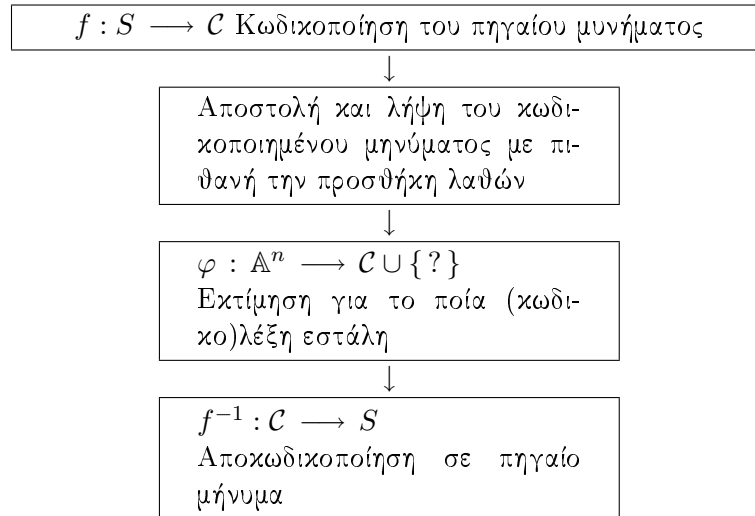 f : S ⟶ 𝒞 Κωδικοποίηση του πηγαίου μυνήματος
↓
Αποστολή και λήψη του κωδι-
κοποιημένου μηνύματος με πι-
θανή την προσθήκη λαθών
↓
φ : 𝔸ⁿ ⟶ 𝒞 ∪ { ? }
Εκτίμηση για το ποία (κωδι-
κο)λέξη εστάλη
↓
f⁻¹ : 𝒞 ⟶ S
Αποκωδικοποίηση σε πηγαίο
μήνυμα